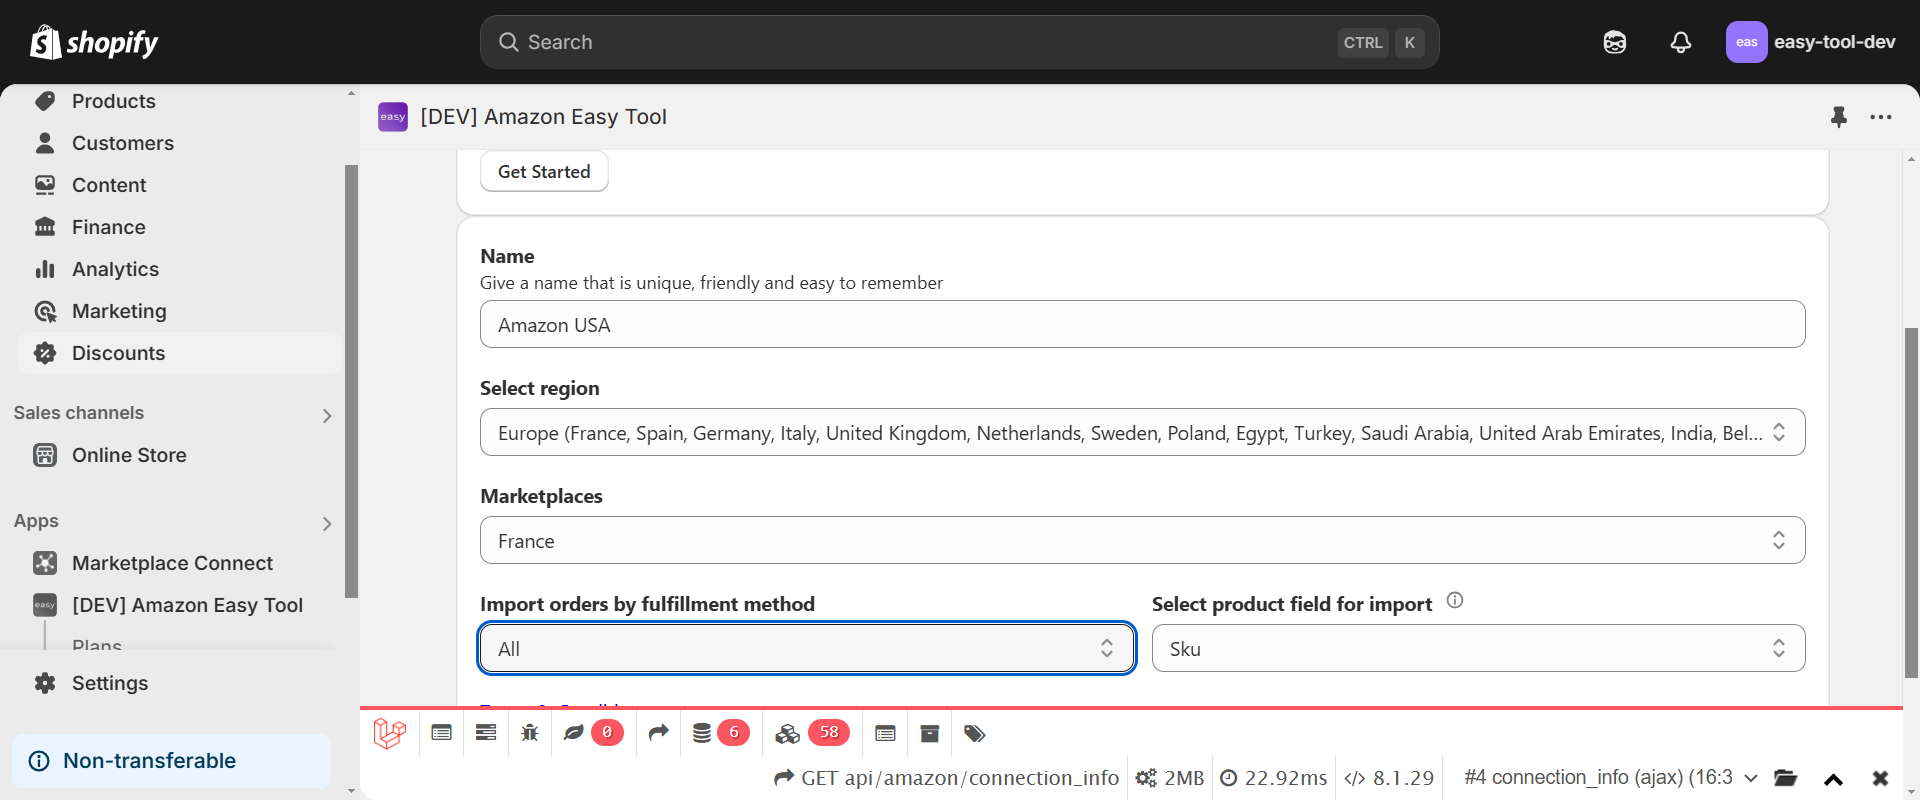 shopify
Search
CTRL K
eas
easy-tool-dev
Products
Customers
Content
Finance
Analytics
Marketing
Discounts
Sales channels
Online Store
Apps
Marketplace Connect
easy
[DEV] Amazon Easy Tool
Plans
Settings
Non-transferable
easy
[DEV] Amazon Easy Tool
Get Started
Name
Give a name that is unique, friendly and easy to remember
Amazon USA
Select region
Europe (France, Spain, Germany, Italy, United Kingdom, Netherlands, Sweden, Poland, Egypt, Turkey, Saudi Arabia, United Arab Emirates, India, Bel...
Marketplaces
France
Import orders by fulfillment method
All
Select product field for import
Sku
0
6
58
GET api/amazon/connection_info
2MB
22.92ms
8.1.29
#4 connection_info (ajax) (16:3